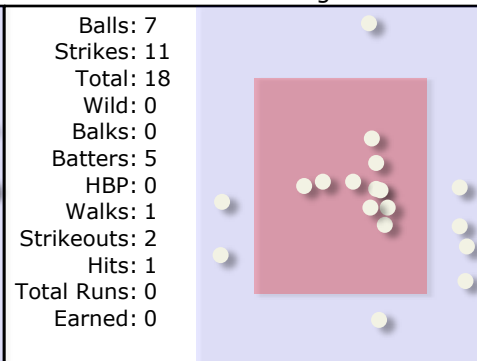 Balls: 7
Strikes: 11
Total: 18
Wild: 0
Balks: 0
Batters: 5
HBP: 0
Walks: 1
Strikeouts: 2
Hits: 1
Total Runs: 0
Earned: 0